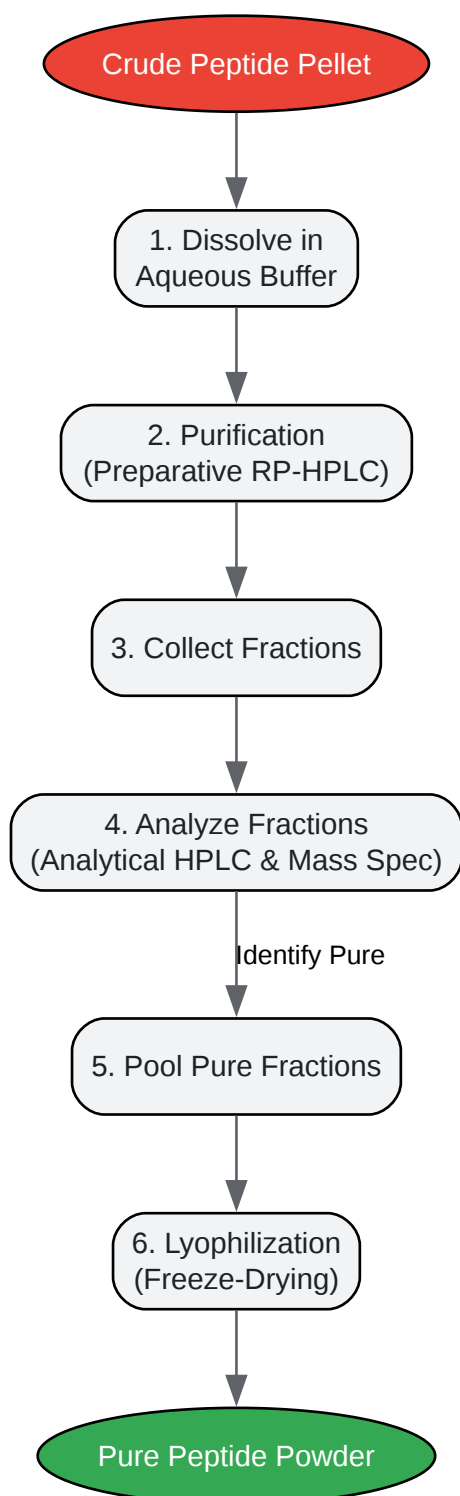 Crude Peptide Pellet
1. Dissolve in
Aqueous Buffer
2. Purification
(Preparative RP-HPLC)
3. Collect Fractions
4. Analyze Fractions
(Analytical HPLC & Mass Spec)
Identify Pure
5. Pool Pure Fractions
6. Lyophilization
(Freeze-Drying)
Pure Peptide Powder